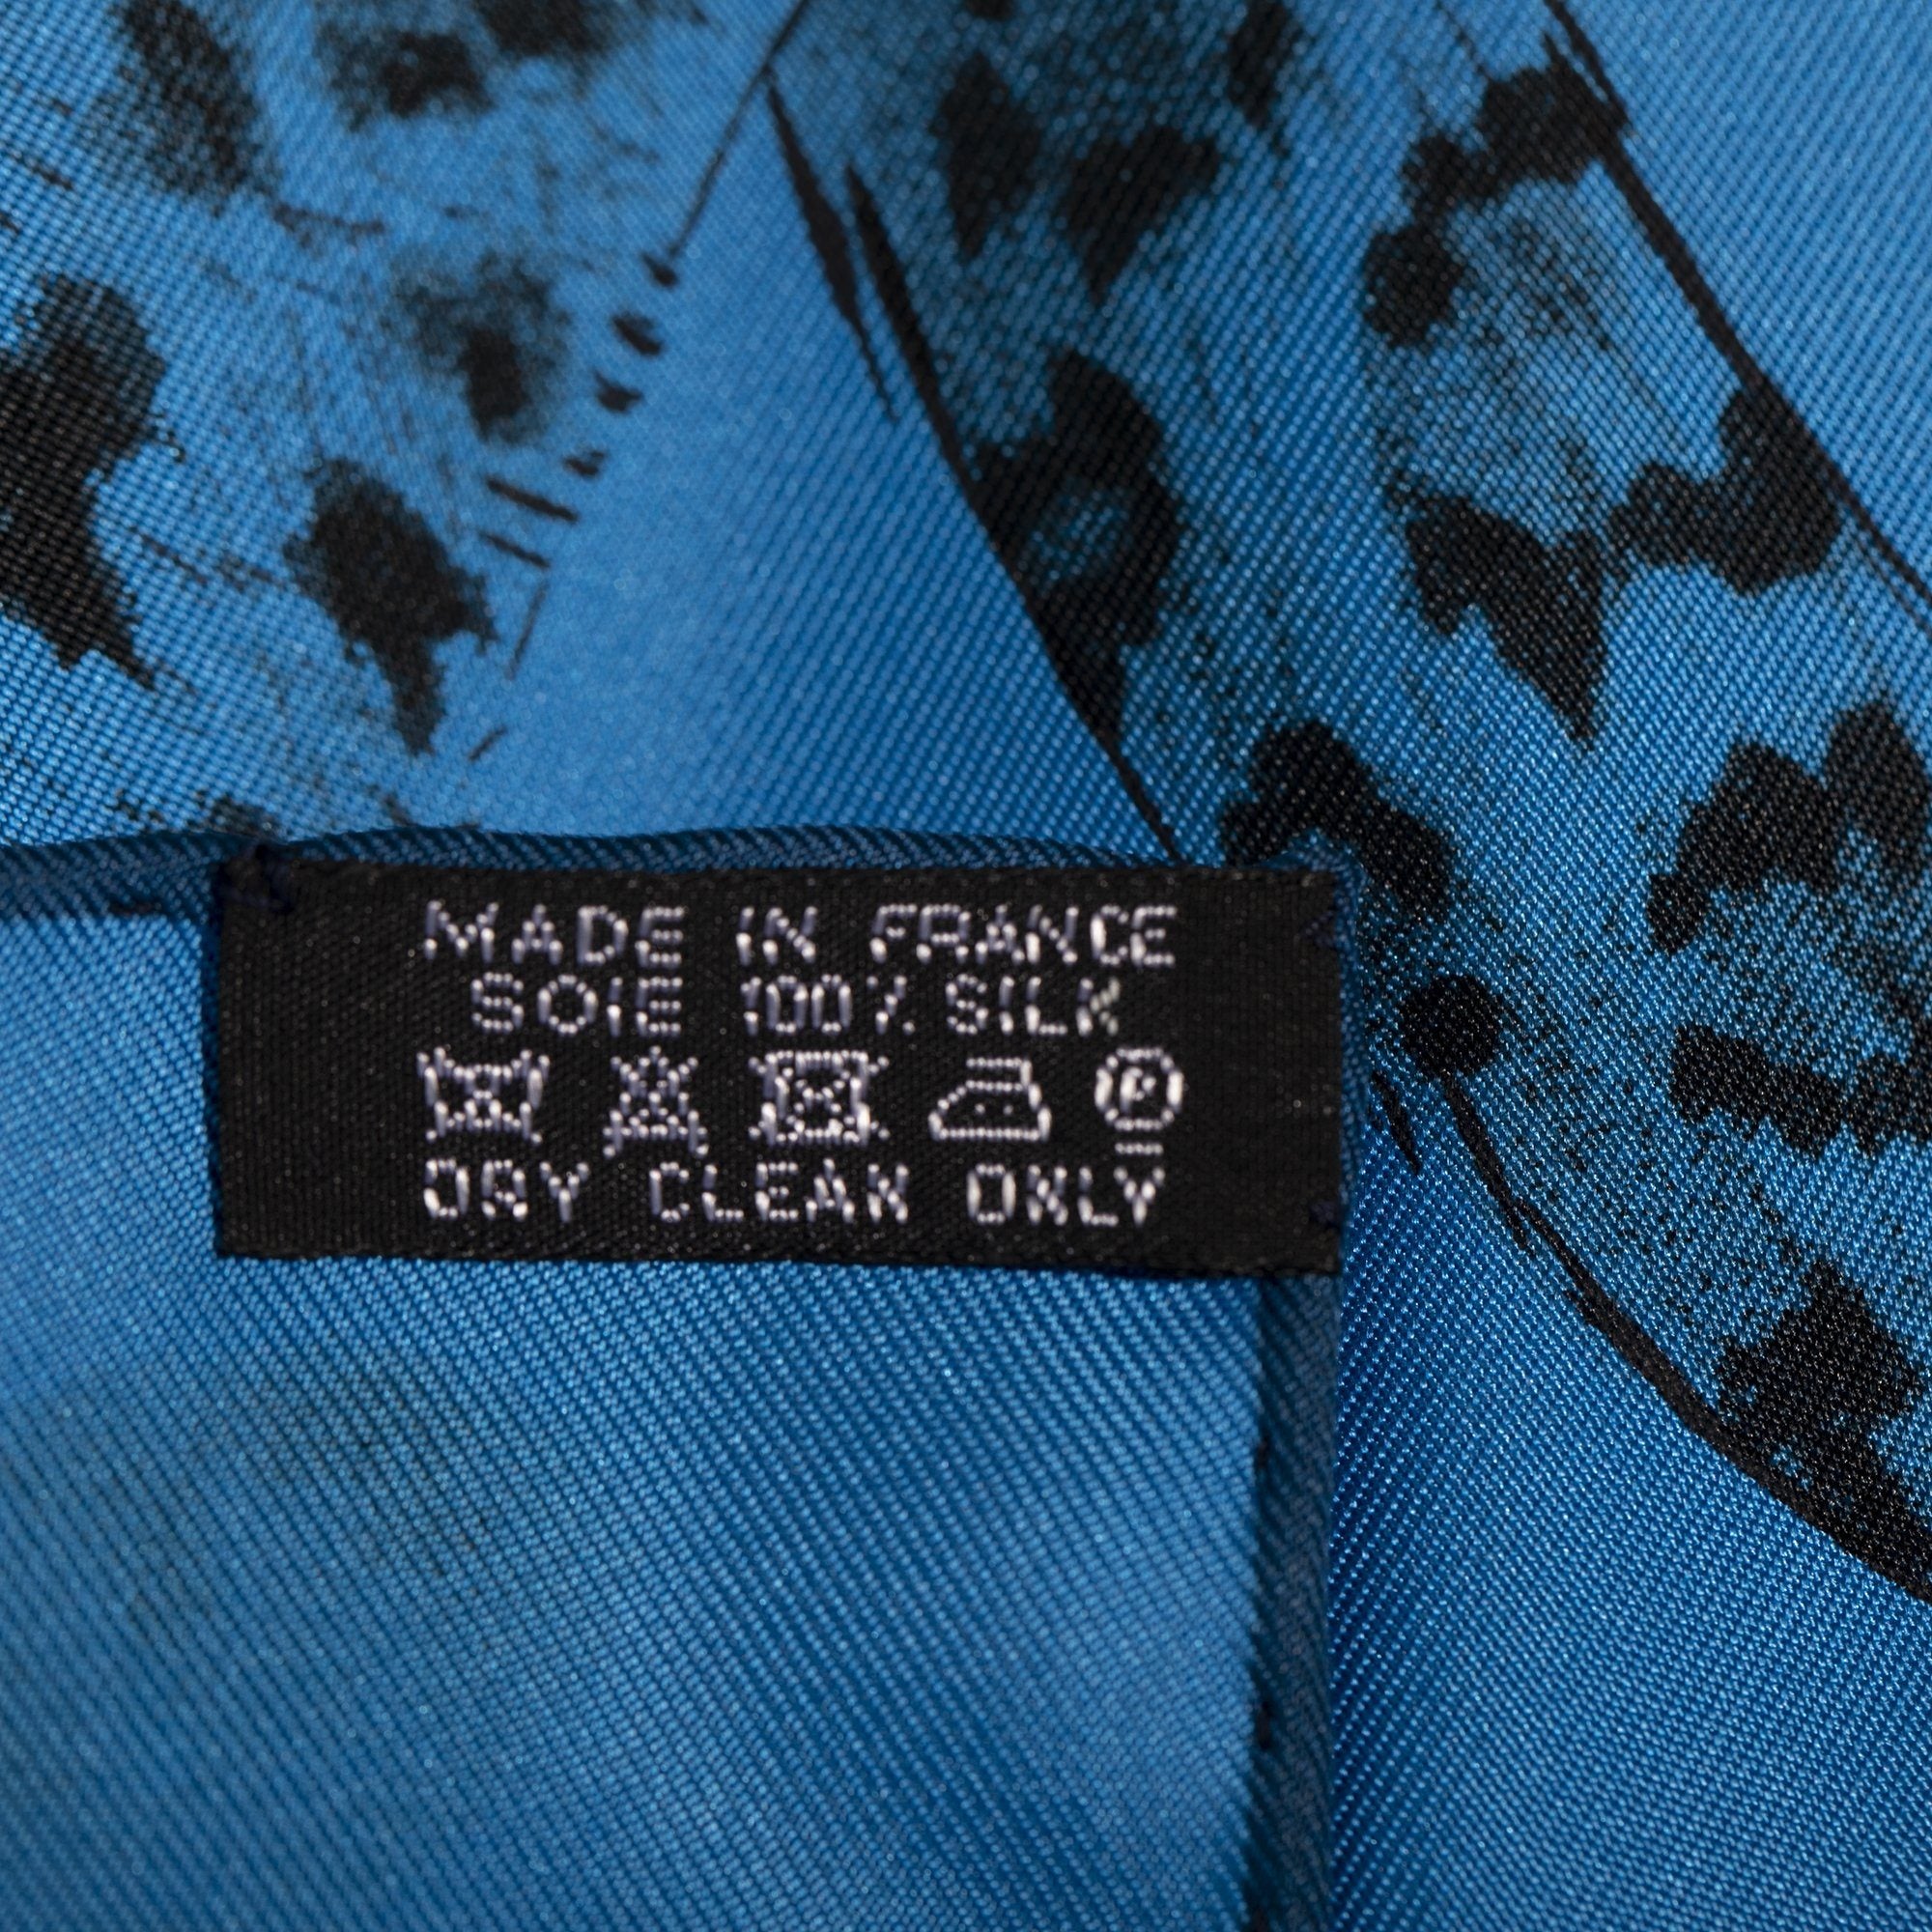 MADE IN FRANCE
SOIE 100% SILK
P
DRY CLEAN ONLY